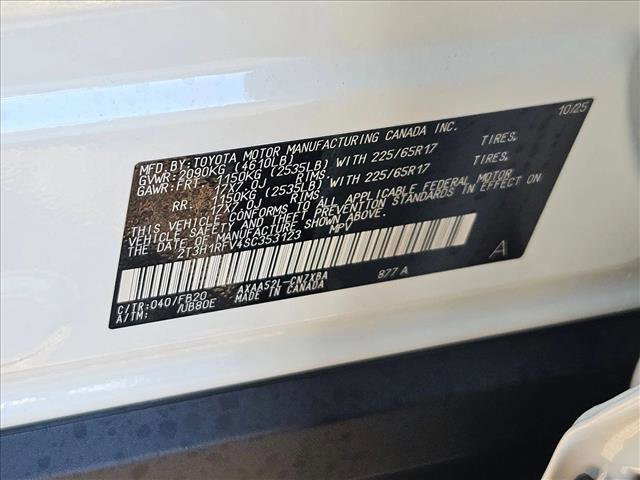 10/25
MFD.BY:TOYOTA MOTOR MANUFACTURING CANADA INC.
GVWR:2090KG (4610LB)
GAWR:FRT. 1150KG (2535LB) WITH 225/65R17 TIRES,
17X7.0J RIMS,
RR. 1150KG (2535LB) WITH 225/65R17 TIRES,
17X7.0J RIMS,
THIS VEHICLE CONFORMS TO ALL APPLICABLE FEDERAL MOTOR
VEHICLE SAFETY AND THEFT PREVENTION STANDARDS IN EFFECT
ON THE DATE OF MANUFACTURE SHOWN ABOVE.
MPV
A
C/TR:040/FB20 AXAA52L-CNZXBA 877 A
A/TM: /UB80E MADE IN CANADA